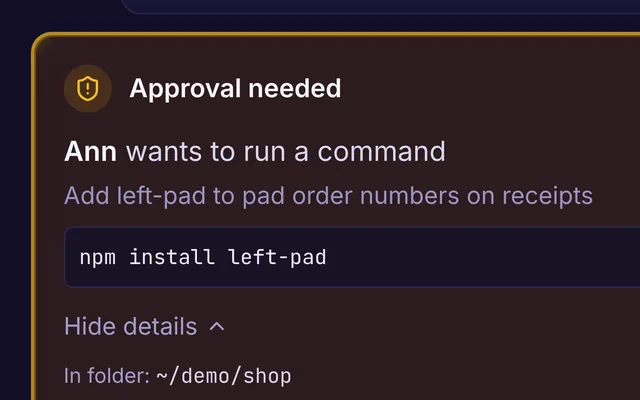 Approval needed
Ann wants to run a command
Add left-pad to pad order numbers on receipts
npm install left-pad
Hide details
In folder: ~/demo/shop